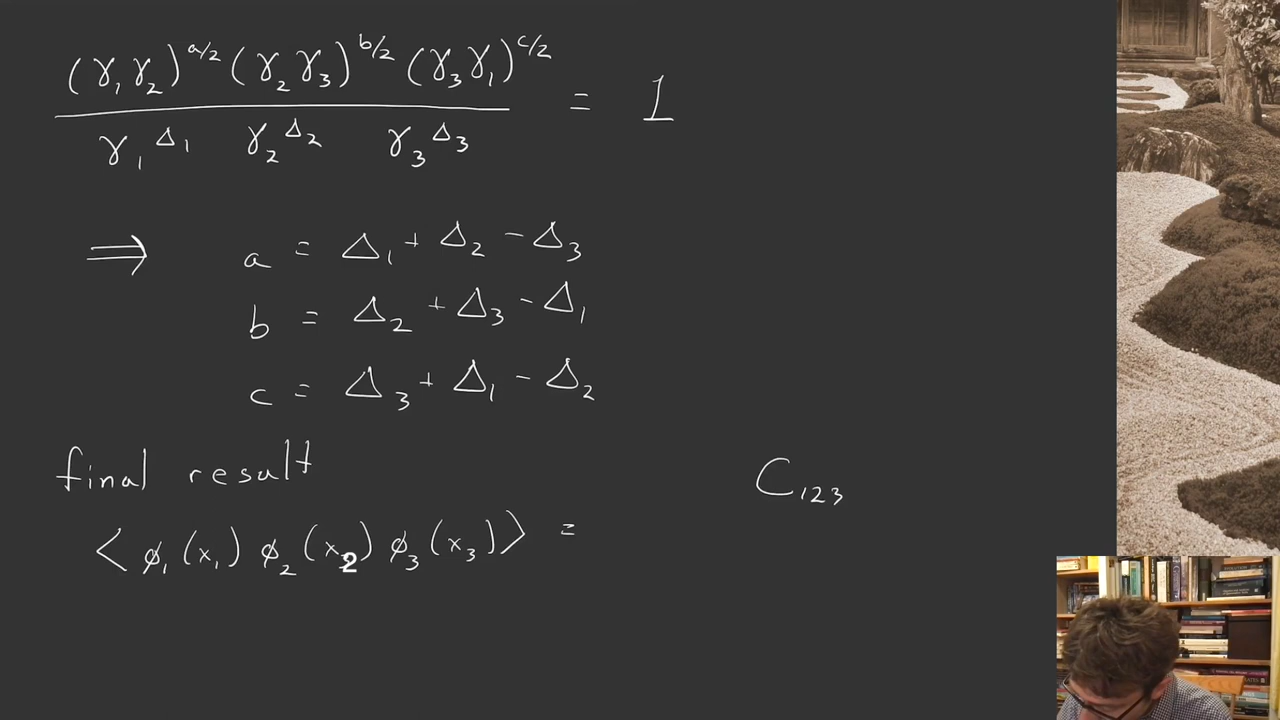 (γ₁γ₂)^{a/2} (γ₂γ₃)^{b/2} (γ₃γ₁)^{c/2} / γ₁^{Δ₁} γ₂^{Δ₂} γ₃^{Δ₃} = 1
⇒ a = Δ₁ + Δ₂ - Δ₃
b = Δ₂ + Δ₃ - Δ₁
c = Δ₃ + Δ₁ - Δ₂
final result
C₁₂₃
⟨ϕ₁(x₁) ϕ₂(x₂) ϕ₃(x₃)⟩ =